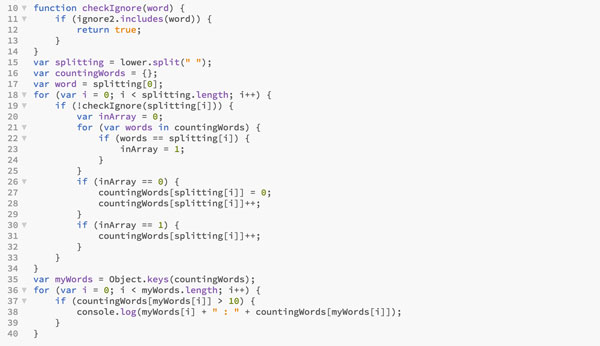 10 function checkIgnore(word) {
11     if (ignore2.includes(word)) {
12         return true;
13     }
14 }
15 var splitting = lower.split(" ");
16 var countingWords = {};
17 var word = splitting[0];
18 for (var i = 0; i < splitting.length; i++) {
19     if (!checkIgnore(splitting[i])) {
20         var inArray = 0;
21         for (var words in countingWords) {
22             if (words == splitting[i]) {
23                 inArray = 1;
24             }
25         }
26         if (inArray == 0) {
27             countingWords[splitting[i]] = 0;
28             countingWords[splitting[i]]++;
29         }
30         if (inArray == 1) {
31             countingWords[splitting[i]]++;
32         }
33     }
34 }
35 var myWords = Object.keys(countingWords);
36 for (var i = 0; i < myWords.length; i++) {
37     if (countingWords[myWords[i]] > 10) {
38         console.log(myWords[i] + " : " + countingWords[myWords[i]]);
39     }
40 }